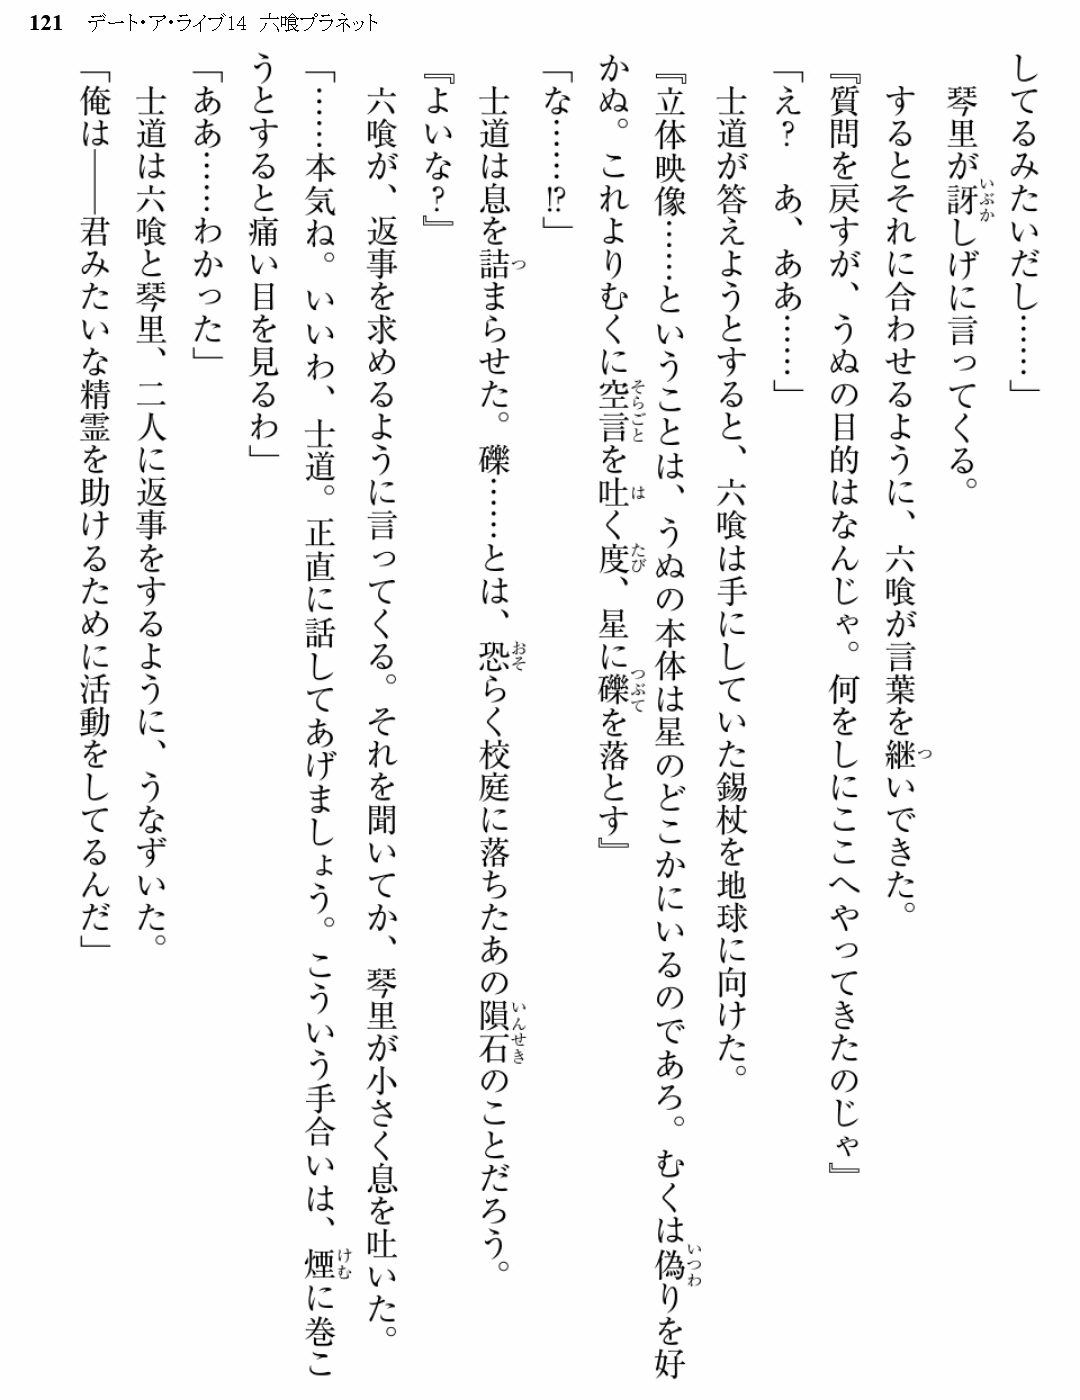 121 デート・ア・ライブ14 六喰プラネット
してるみたいだし……」
琴里が訝しげに言ってくる。
するとそれに合わせるように、六喰が言葉を継いできた。
『質問を戻すが、うぬの目的はなんじゃ。何をしにここへやってきたのじゃ』
「え？　あ、ああ……」
士道が答えようとすると、六喰は手にしていた錫杖を地球に向けた。
『立体映像……ということは、うぬの本体は星のどこかにいるのであろ。むくは偽りを好
かぬ。これよりむくに空言を吐く度、星に礫を落とす』
「な……!?」
士道は息を詰まらせた。礫……とは、恐らく校庭に落ちたあの隕石のことだろう。
『よいな？』
六喰が、返事を求めるように言ってくる。それを聞いてか、琴里が小さく息を吐いた。
「……本気ね。いいわ、士道。正直に話してあげましょう。こういう手合いは、煙に巻こ
うとすると痛い目を見るわ」
「ああ……わかった」
士道は六喰と琴里、二人に返事をするように、うなずいた。
「俺は――君みたいな精霊を助けるために活動をしてるんだ」